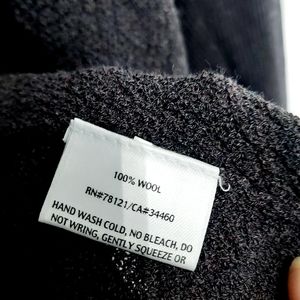 100% WOOL
RN#78121/CA#34460
HAND WASH COLD, NO BLEACH, DO
NOT WRING, GENTLY SQUEEZE OR